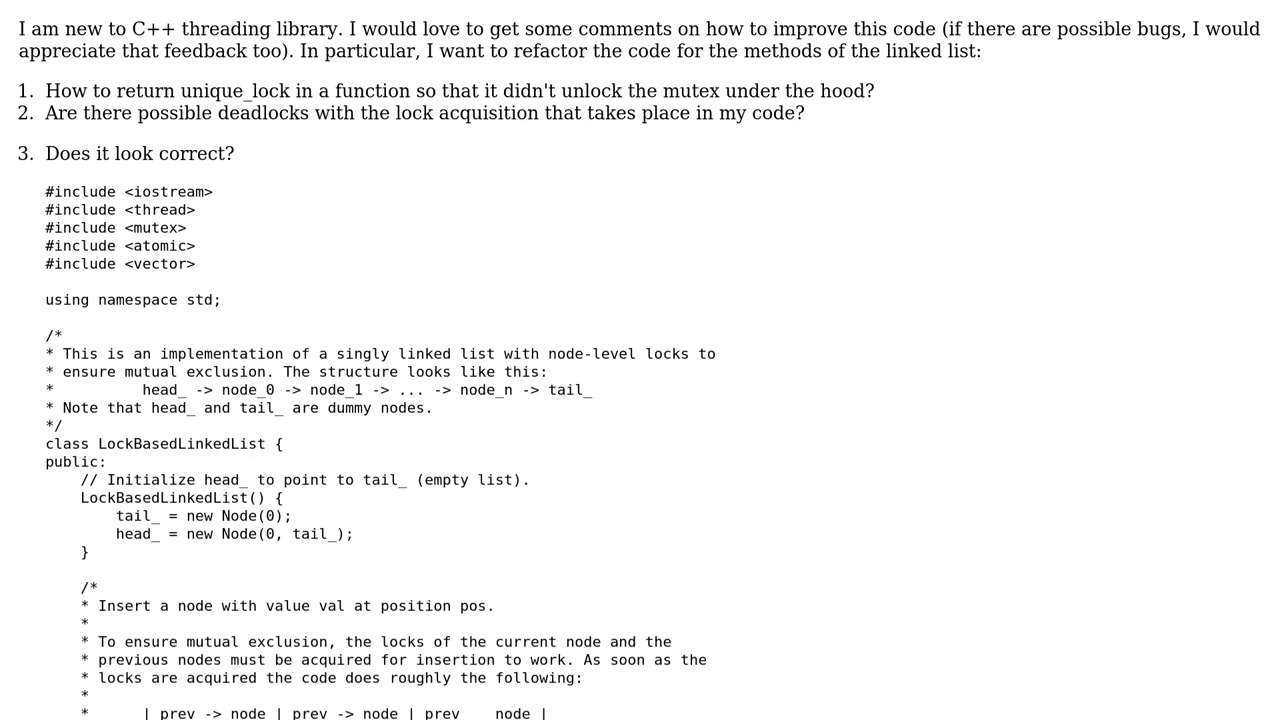 I am new to C++ threading library. I would love to get some comments on how to improve this code (if there are possible bugs, I would
appreciate that feedback too). In particular, I want to refactor the code for the methods of the linked list:
1. How to return unique_lock in a function so that it didn't unlock the mutex under the hood?
2. Are there possible deadlocks with the lock acquisition that takes place in my code?
3. Does it look correct?
#include <iostream>
#include <thread>
#include <mutex>
#include <atomic>
#include <vector>
using namespace std;
/*
* This is an implementation of a singly linked list with node-level locks to
* ensure mutual exclusion. The structure looks like this:
*          head_ -> node_0 -> node_1 -> ... -> node_n -> tail_
* Note that head_ and tail_ are dummy nodes.
*/
class LockBasedLinkedList {
public:
    // Initialize head_ to point to tail_ (empty list).
    LockBasedLinkedList() {
        tail_ = new Node(0);
        head_ = new Node(0, tail_);
    }
    /*
    * Insert a node with value val at position pos.
    *
    * To ensure mutual exclusion, the locks of the current node and the
    * previous nodes must be acquired for insertion to work. As soon as the
    * locks are acquired the code does roughly the following:
    *
    *      | prev -> node | prev -> node | prev    node |